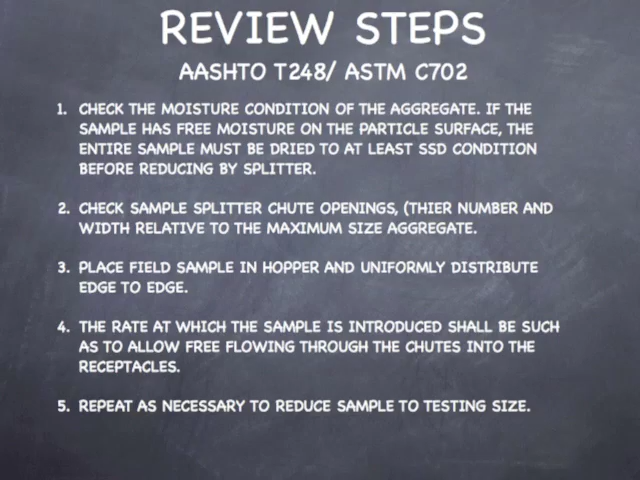 REVIEW STEPS
AASHTO T248/ ASTM C702
1. CHECK THE MOISTURE CONDITION OF THE AGGREGATE. IF THE
SAMPLE HAS FREE MOISTURE ON THE PARTICLE SURFACE, THE
ENTIRE SAMPLE MUST BE DRIED TO AT LEAST SSD CONDITION
BEFORE REDUCING BY SPLITTER.
2. CHECK SAMPLE SPLITTER CHUTE OPENINGS, (THIER NUMBER AND
WIDTH RELATIVE TO THE MAXIMUM SIZE AGGREGATE.
3. PLACE FIELD SAMPLE IN HOPPER AND UNIFORMLY DISTRIBUTE
EDGE TO EDGE.
4. THE RATE AT WHICH THE SAMPLE IS INTRODUCED SHALL BE SUCH
AS TO ALLOW FREE FLOWING THROUGH THE CHUTES INTO THE
RECEPTACLES.
5. REPEAT AS NECESSARY TO REDUCE SAMPLE TO TESTING SIZE.